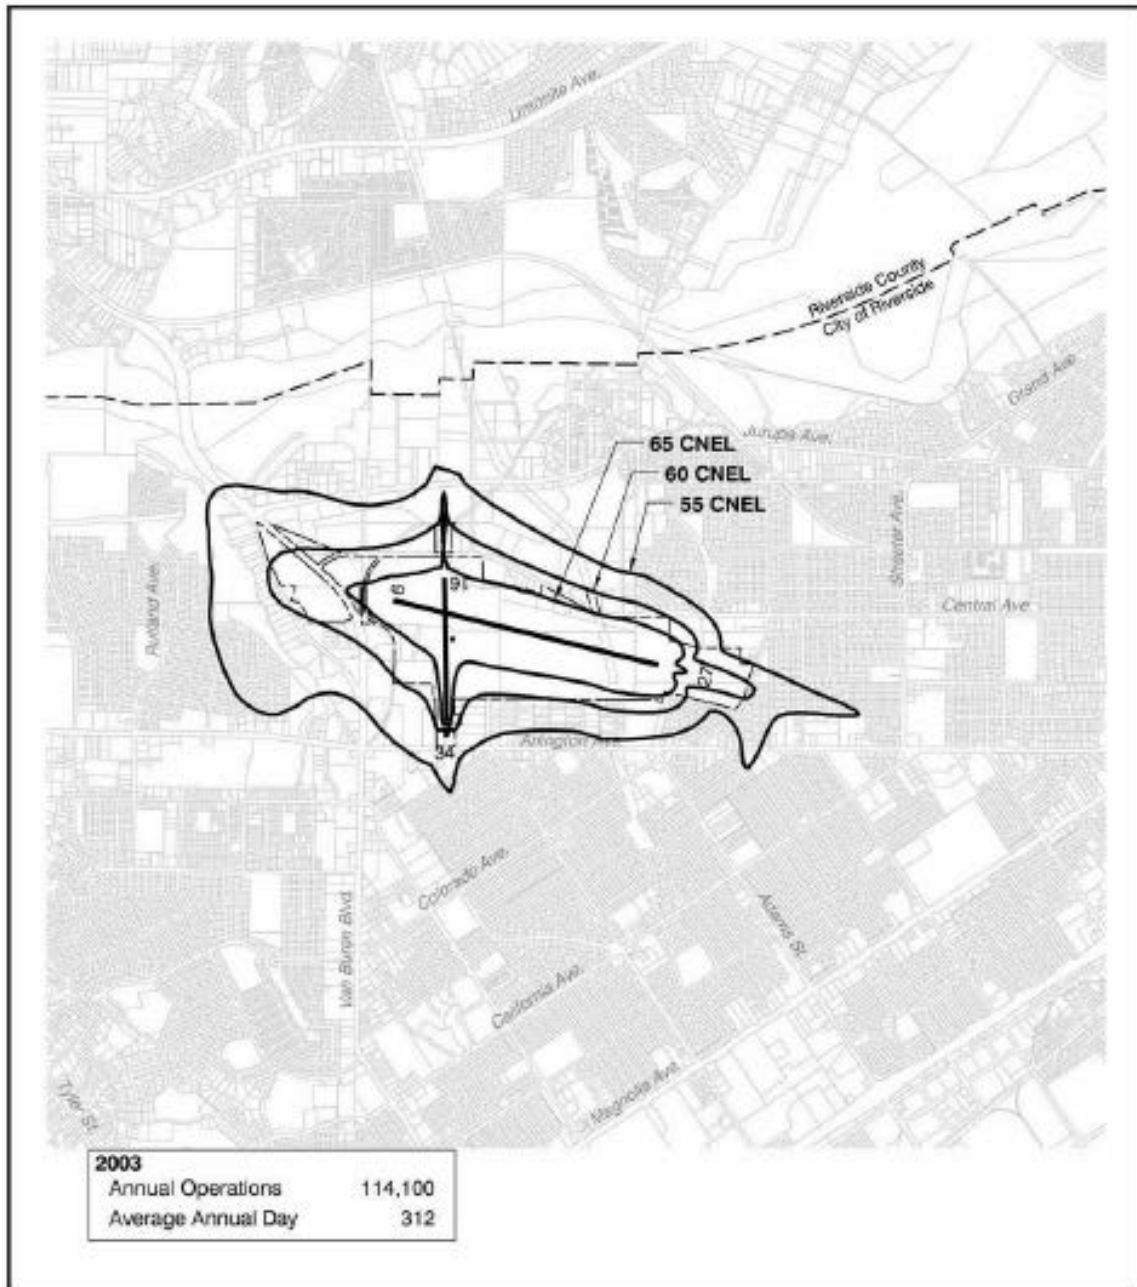 Limonite Ave.
Riverside County
City of Riverside
Grand Ave
Jurupa Ave.
65 CNEL
60 CNEL
55 CNEL
Streeter Ave.
Rutland Ave.
Central Ave
16
9
27
34
Arlington Ave.
Colorado Ave.
Van Buren Blvd.
Adams St.
California Ave.
Magnolia Ave.
Tyler St.
2003
Annual Operations 114,100
Average Annual Day 312